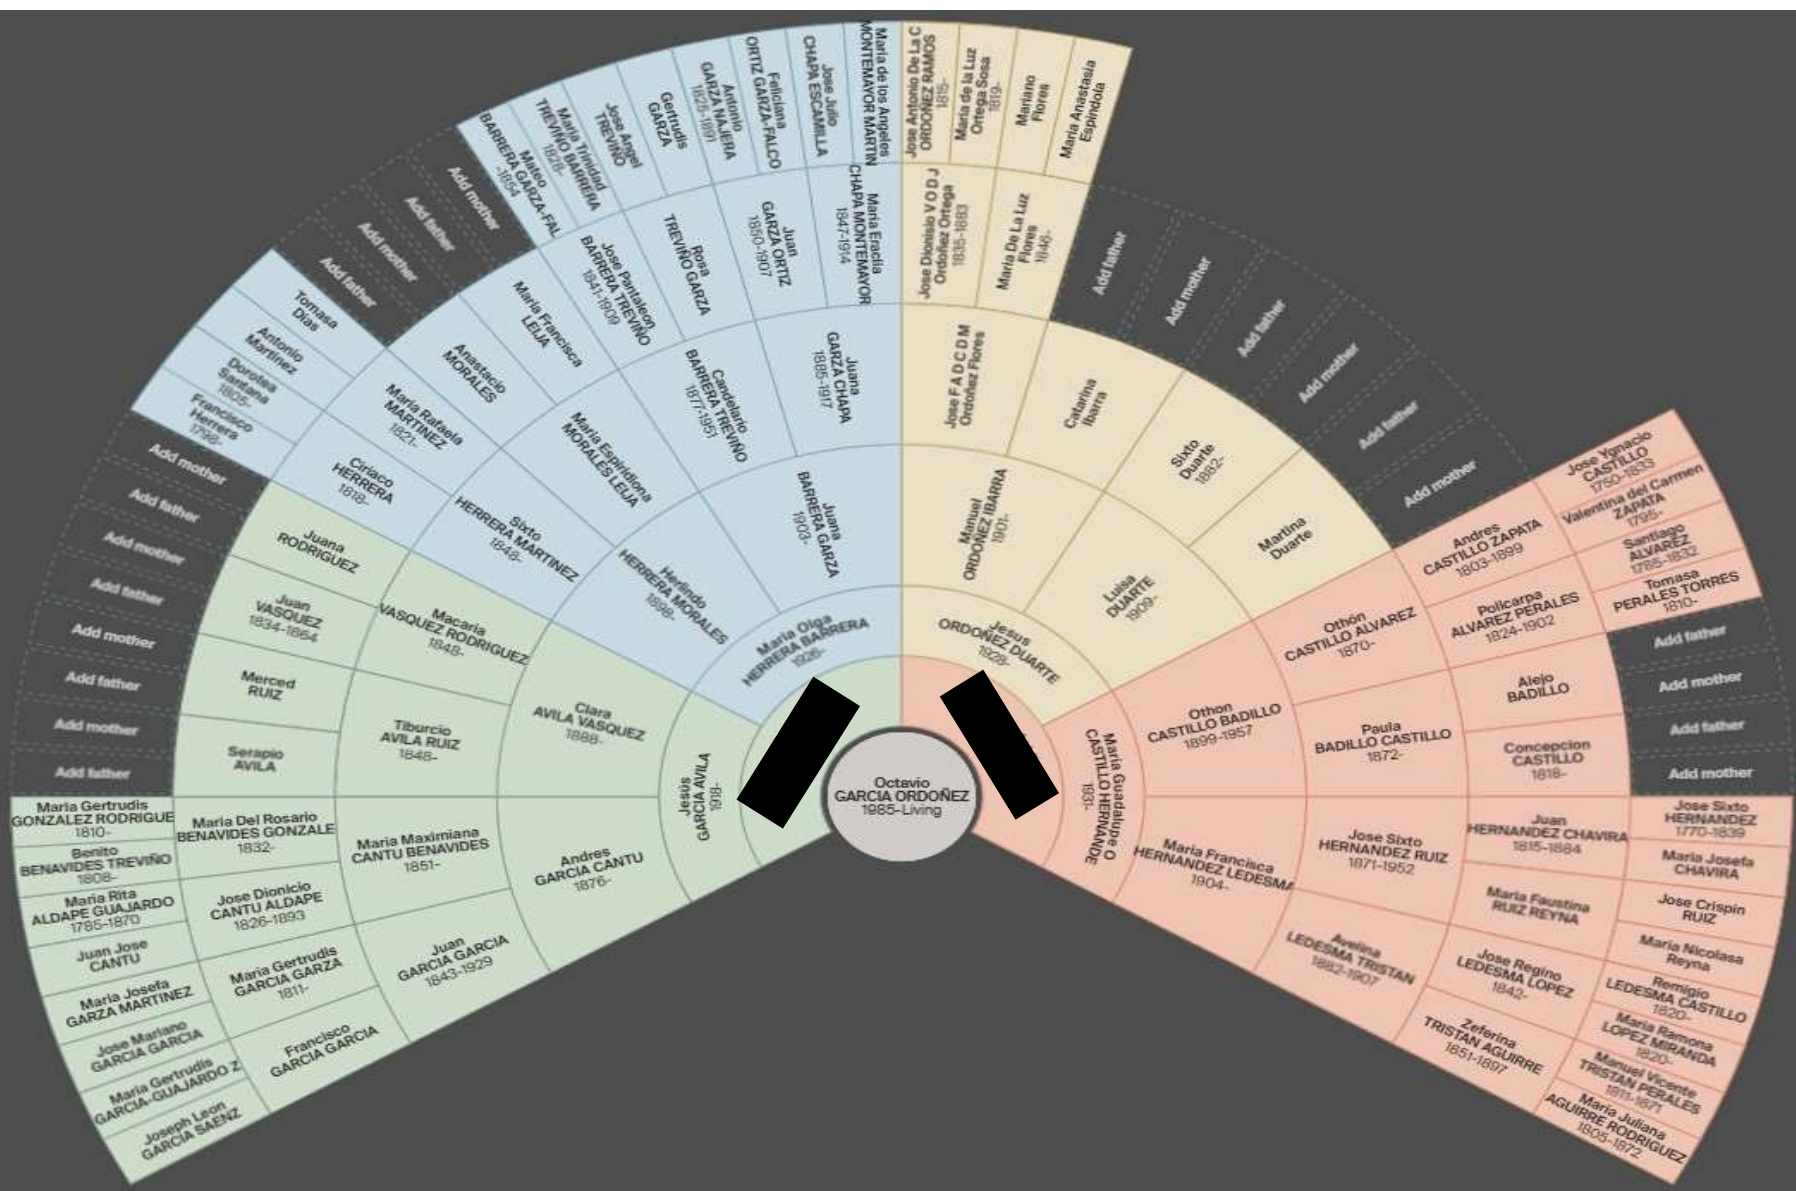 Octavio
GARCIA ORDOÑEZ
1985-Living
Jesús
GARCIA AVILA
1918-
Maria Olga
HERRERA BARRERA
1926-
Jesus
ORDOÑEZ DUARTE
1928-
Maria Guadalupe O
CASTILLO HERNANDE
1931-
Andres
GARCIA CANTU
1876-
Clara
AVILA VASQUEZ
1888-
Herlindo
HERRERA MORALES
1898-
Juana
BARRERA GARZA
1903-
Manuel
ORDOÑEZ IBARRA
1901-
Luisa
DUARTE
1909-
Othon
CASTILLO BADILLO
1899-1957
Maria Francisca
HERNANDEZ LEDESMA
1904-
Juan
GARCIA GARCIA
1843-1929
Maria Maximiana
CANTU BENAVIDES
1851-
Tiburcio
AVILA RUIZ
1848-
Macaria
VASQUEZ RODRIGUEZ
1848-
Sixto
HERRERA MARTINEZ
1848-
Maria Espiridiona
MORALES LEIJA
Candelario
BARRERA TREVIÑO
1877-1951
Juana
GARZA CHAPA
1885-1917
Jose F A D C D M
Ordoñez Flores
Catarina
Ibarra
Sixto
Duarte
1882-
Martina
Duarte
Othón
CASTILLO ALVAREZ
1870-
Paula
BADILLO CASTILLO
1872-
Jose Sixto
HERNANDEZ RUIZ
1871-1952
Avelina
LEDESMA TRISTAN
1882-1907
Francisco
GARCIA GARCIA
Maria Gertrudis
GARCIA GARZA
1811-
Jose Dionicio
CANTU ALDAPE
1826-1893
Maria Del Rosario
BENAVIDES GONZALE
1832-
Serapio
AVILA
Merced
RUIZ
Juan
VASQUEZ
1834-1864
Juana
RODRIGUEZ
Ciriaco
HERRERA
1818-
Maria Rafaela
MARTINEZ
1821-
Anastacio
MORALES
Maria Francisca
LEIJA
Jose Pantaleon
BARRERA TREVIÑO
1841-1909
Rosa
TREVIÑO GARZA
Juan
GARZA ORTIZ
1850-1907
Maria Eraclia
CHAPA MONTEMAYOR
1847-1914
Jose Dionisio V O D J
Ordoñez Ortega
1835-1883
Maria De La Luz
Flores
1846-
Add father
Add mother
Add father
Add mother
Add father
Add mother
Andres
CASTILLO ZAPATA
1803-1899
Policarpa
ALVAREZ PERALES
1824-1902
Alejo
BADILLO
Concepcion
CASTILLO
1818-
Juan
HERNANDEZ CHAVIRA
1815-1884
Maria Faustina
RUIZ REYNA
Jose Regino
LEDESMA LOPEZ
1842-
Zeferina
TRISTAN AGUIRRE
1851-1897
Joseph Leon
GARCIA SAENZ
Maria Gertrudis
GARCIA-GUAJARDO Z
Jose Mariano
GARCIA GARCIA
Maria Josefa
GARZA MARTINEZ
Juan Jose
CANTU
Maria Rita
ALDAPE GUAJARDO
1785-1870
Benito
BENAVIDES TREVIÑO
1808-
Maria Gertrudis
GONZALEZ RODRIGUE
1810-
Add father
Add mother
Add father
Add mother
Add father
Add mother
Add father
Add mother
Francisco
Herrera
1798-
Dorotea
Santana
1805-
Antonio
Martinez
Tomasa
Dias
Add father
Add mother
Add father
Add mother
Mateo
BARRERA GARZA-FAL
-1854
Maria Trinidad
TREVIÑO BARRERA
1828-
Jose Angel
TREVIÑO
Gertrudis
GARZA
Antonio
GARZA NAJERA
1825-1891
Feliciana
ORTIZ GARZA-FALCO
Jose Julio
CHAPA ESCAMILLA
Maria de los Angeles
MONTEMAYOR MARTIN
Jose Antonio De La C
ORDOÑEZ RAMOS
1815-
Maria de la Luz
Ortega Sosa
1819-
Mariano
Flores
Maria Anastasia
Espindola
Jose Ygnacio
CASTILLO
1750-1833
Valentina del Carmen
ZAPATA
1795-
Santiago
ALVAREZ
1785-1832
Tomasa
PERALES TORRES
1810-
Add father
Add mother
Add father
Add mother
Jose Sixto
HERNANDEZ
1770-1839
Maria Josefa
CHAVIRA
Jose Crispin
RUIZ
Maria Nicolasa
Reyna
Remigio
LEDESMA CASTILLO
1820-
Maria Ramona
LOPEZ MIRANDA
1820-
Manuel Vicente
TRISTAN PERALES
1811-1871
Maria Juliana
AGUIRRE RODRIGUEZ
1805-1872